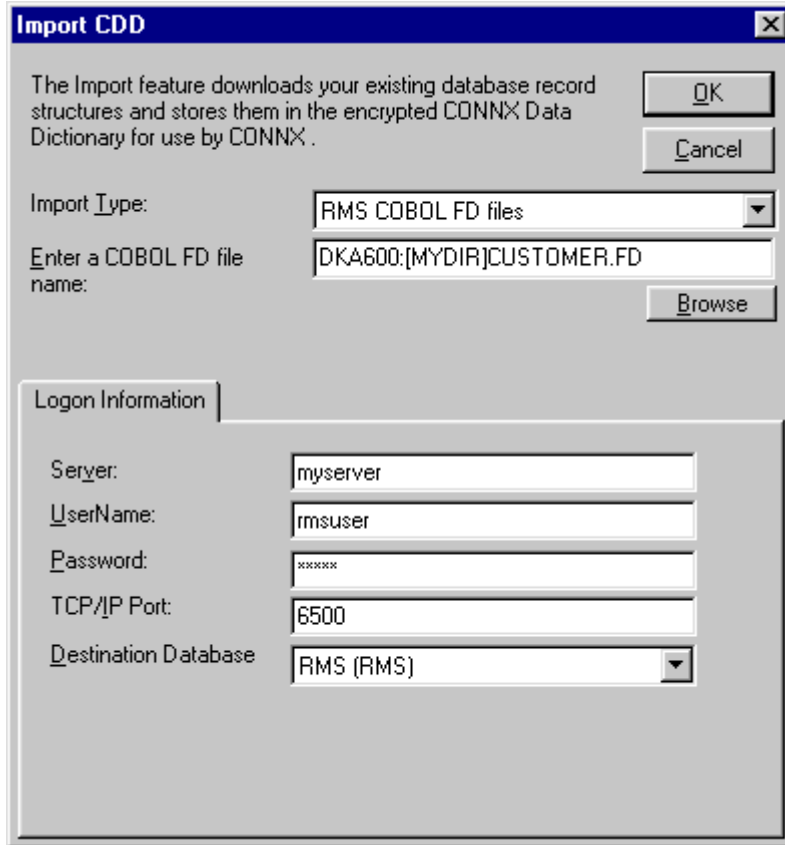 Import CDD
The Import feature downloads your existing database record
structures and stores them in the encrypted CONNX Data
Dictionary for use by CONNX .
OK
Cancel
Import Type:
RMS COBOL FD files
Enter a COBOL FD file
name:
DKA600:[MYDIR]CUSTOMER.FD
Browse
Logon Information
Server:
myserver
UserName:
rmsuser
Password:
*****
TCP/IP Port:
6500
Destination Database
RMS (RMS)